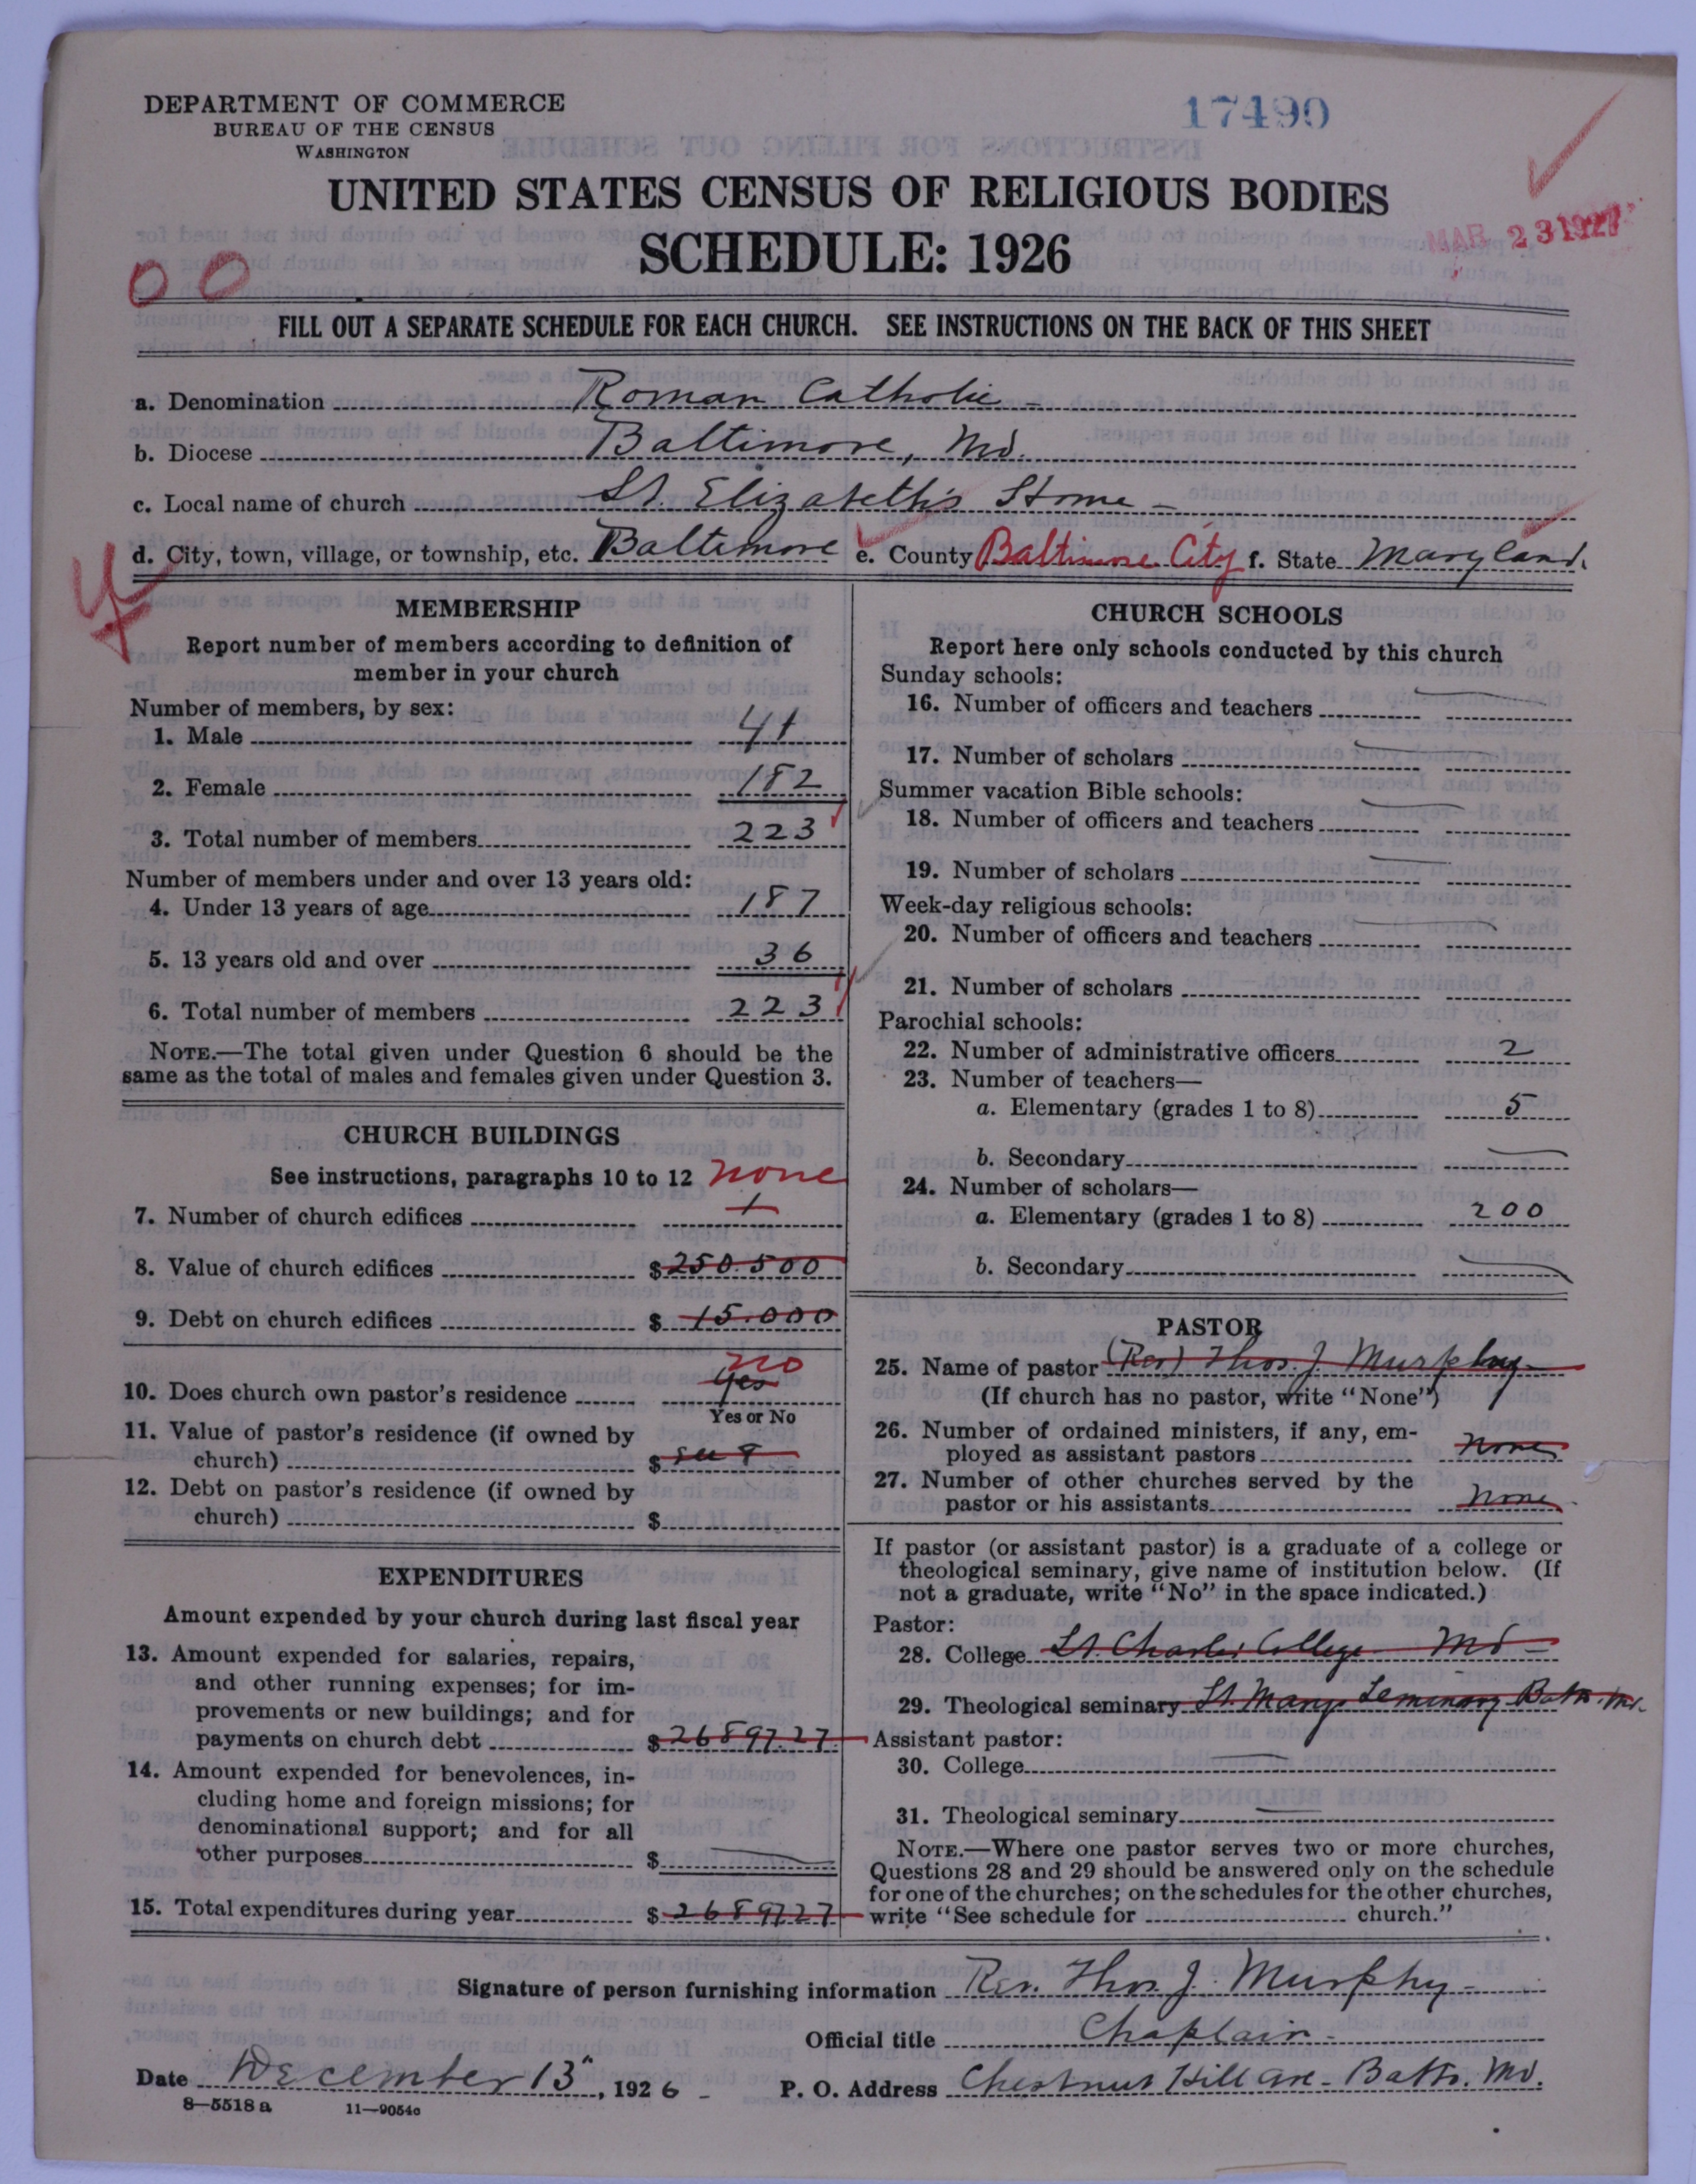 DEPARTMENT OF COMMERCE
BUREAU OF THE CENSUS
WASHINGTON
17490
UNITED STATES CENSUS OF RELIGIOUS BODIES
SCHEDULE: 1926
MAR 23 1927
00
FILL OUT A SEPARATE SCHEDULE FOR EACH CHURCH. SEE INSTRUCTIONS ON THE BACK OF THIS SHEET
a. Denomination Roman Catholic -
b. Diocese Baltimore, Md.
c. Local name of church St. Elizabeth's Home -
d. City, town, village, or township, etc. Baltimore e. County Baltimore City f. State Maryland.
MEMBERSHIP
Report number of members according to definition of
member in your church
Number of members, by sex:
1. Male 41
2. Female 182
3. Total number of members 223
Number of members under and over 13 years old:
4. Under 13 years of age 187
5. 13 years old and over 36
6. Total number of members 223
NOTE.—The total given under Question 6 should be the
same as the total of males and females given under Question 3.
CHURCH BUILDINGS
See instructions, paragraphs 10 to 12 none
7. Number of church edifices 1
8. Value of church edifices $250.500
9. Debt on church edifices $ 15.000
no
10. Does church own pastor's residence yes
Yes or No
11. Value of pastor's residence (if owned by
church) $ see 8
12. Debt on pastor's residence (if owned by
church) $
EXPENDITURES
Amount expended by your church during last fiscal year
13. Amount expended for salaries, repairs,
and other running expenses; for im-
provements or new buildings; and for
payments on church debt $26897.27
14. Amount expended for benevolences, in-
cluding home and foreign missions; for
denominational support; and for all
other purposes $
15. Total expenditures during year $26897.27
CHURCH SCHOOLS
Report here only schools conducted by this church
Sunday schools:
16. Number of officers and teachers
17. Number of scholars
Summer vacation Bible schools:
18. Number of officers and teachers
19. Number of scholars
Week-day religious schools:
20. Number of officers and teachers
21. Number of scholars
Parochial schools:
22. Number of administrative officers 2
23. Number of teachers—
a. Elementary (grades 1 to 8) 5
b. Secondary
24. Number of scholars—
a. Elementary (grades 1 to 8) 200
b. Secondary
PASTOR
25. Name of pastor (Rev) Thos. J. Murphy
(If church has no pastor, write "None")
26. Number of ordained ministers, if any, em-
ployed as assistant pastors none
27. Number of other churches served by the
pastor or his assistants none
If pastor (or assistant pastor) is a graduate of a college or
theological seminary, give name of institution below. (If
not a graduate, write "No" in the space indicated.)
Pastor:
28. College St. Charles College Md -
29. Theological seminary St. Marys Seminary Balto. Md.
Assistant pastor:
30. College
31. Theological seminary
NOTE.—Where one pastor serves two or more churches,
Questions 28 and 29 should be answered only on the schedule
for one of the churches; on the schedules for the other churches,
write "See schedule for church."
Signature of person furnishing information Rev. Thos. J. Murphy -
Official title Chaplain -
Date December 13", 1926 - P. O. Address Chestnut Hill Ave - Balto. Md.
8—5518 a 11—9054c